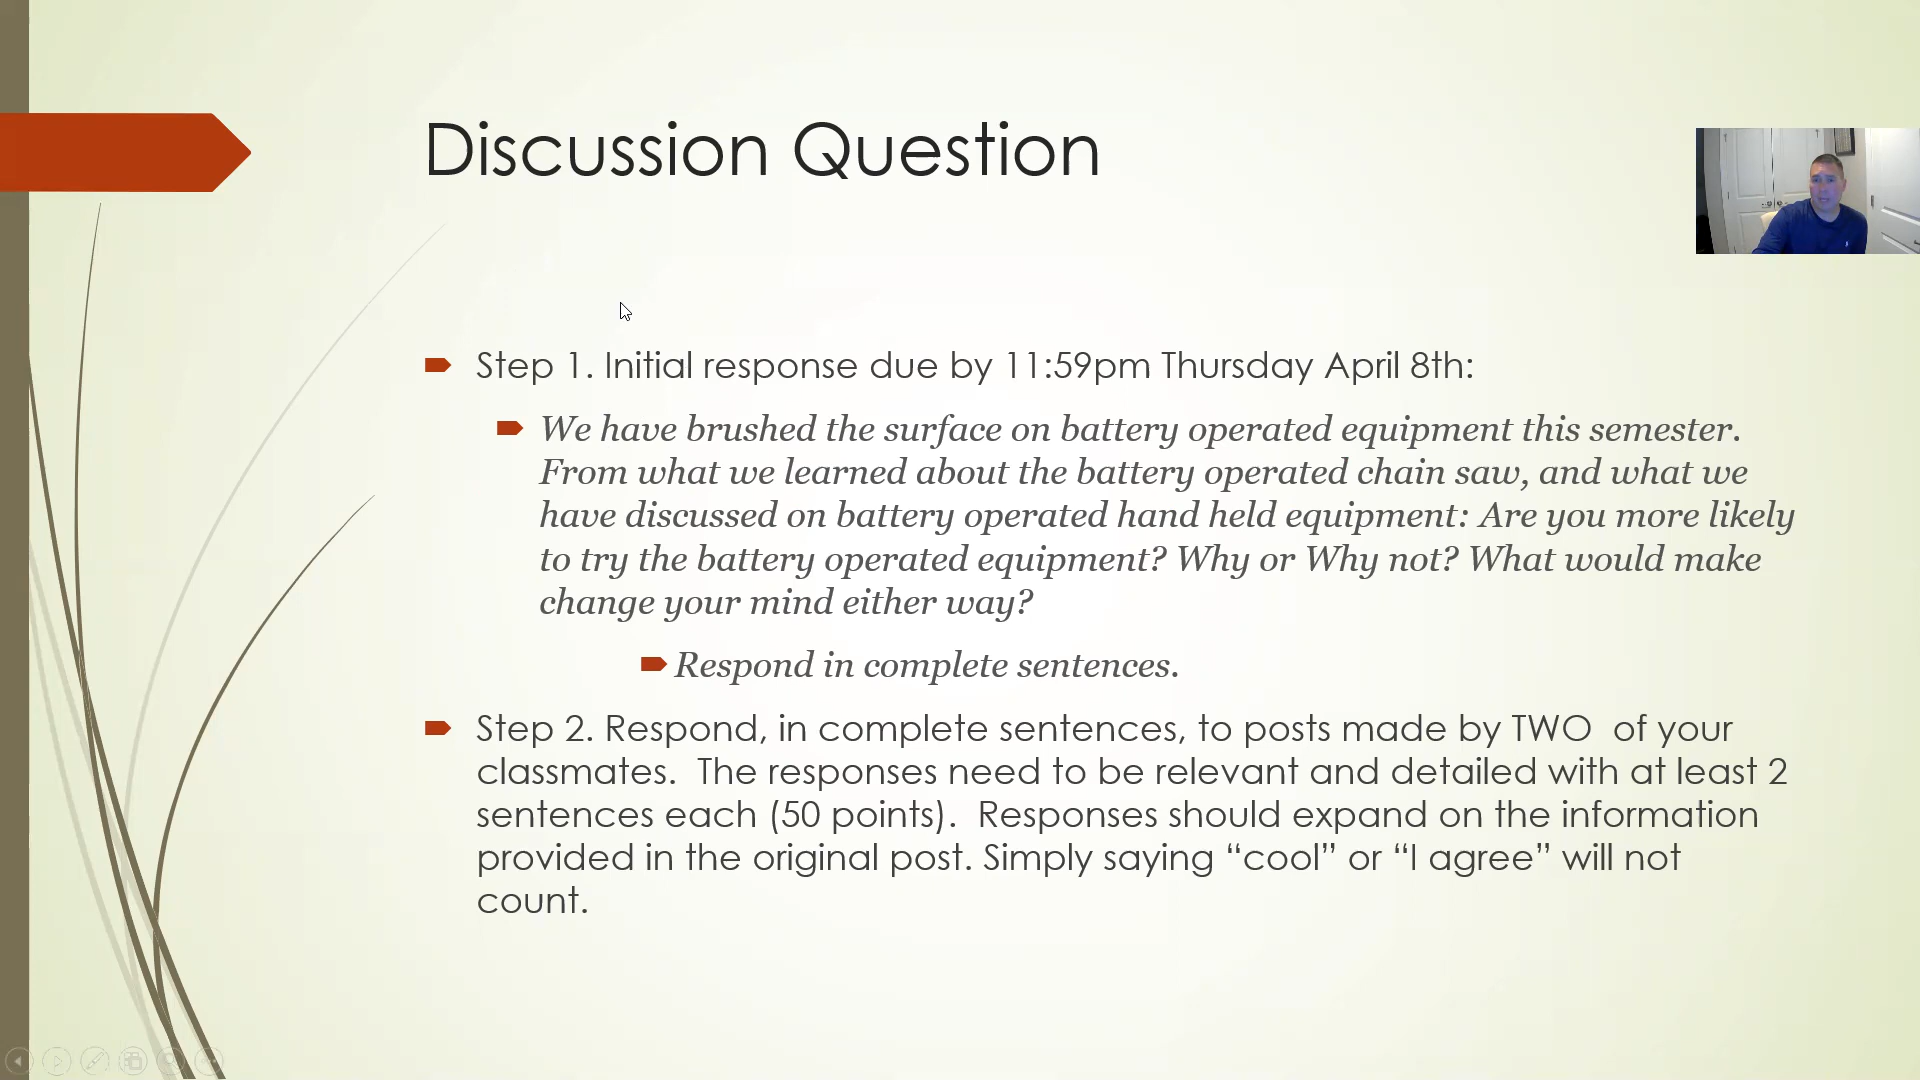 Discussion Question
Step 1. Initial response due by 11:59pm Thursday April 8th:
We have brushed the surface on battery operated equipment this semester.
From what we learned about the battery operated chain saw, and what we
have discussed on battery operated hand held equipment: Are you more likely
to try the battery operated equipment? Why or Why not? What would make
change your mind either way?
Respond in complete sentences.
Step 2. Respond, in complete sentences, to posts made by TWO  of your
classmates.  The responses need to be relevant and detailed with at least 2
sentences each (50 points).  Responses should expand on the information
provided in the original post. Simply saying “cool” or “I agree” will not
count.